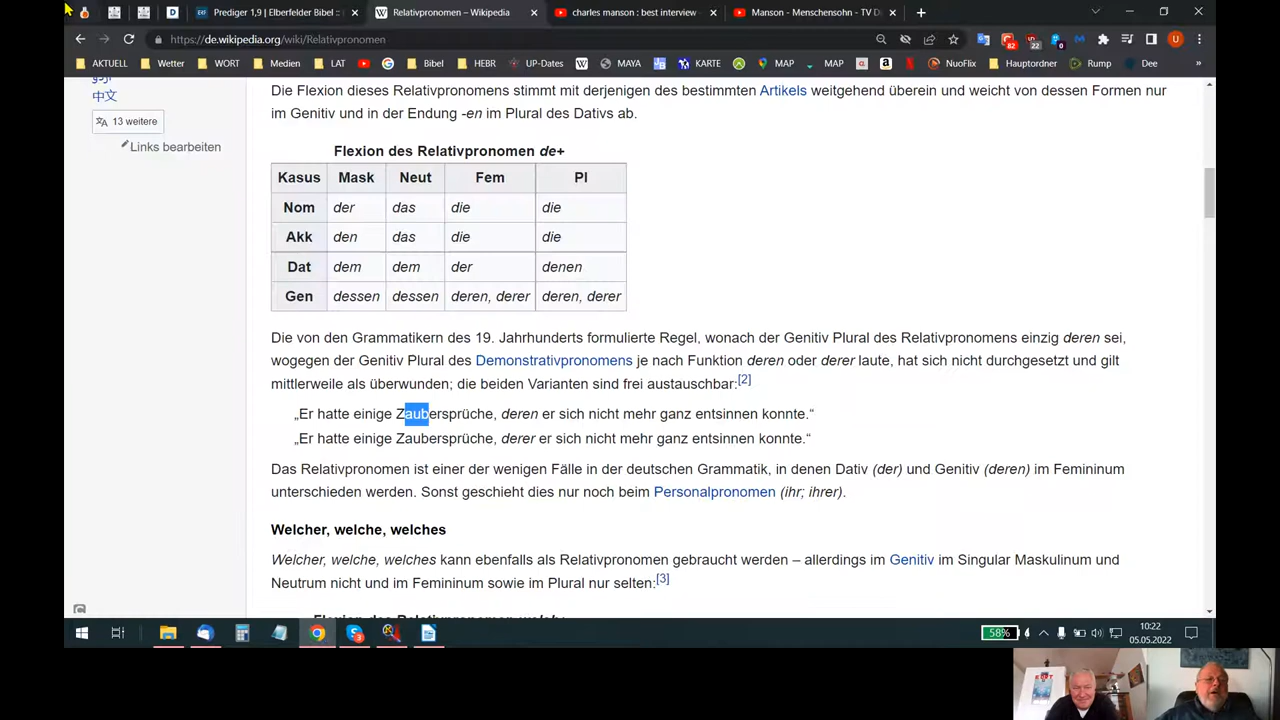 Prediger 1,9 | Elberfelder Bibel ::
Relativpronomen – Wikipedia
charles manson : best interview -
Manson - Menschensohn - TV D
https://de.wikipedia.org/wiki/Relativpronomen
AKTUELL Wetter WORT Medien LAT Bibel HEBR UP-Dates MAYA KARTE MAP MAP NuoFlix Hauptordner Rump Dee
中文
13 weitere
Links bearbeiten
Die Flexion dieses Relativpronomens stimmt mit derjenigen des bestimmten Artikels weitgehend überein und weicht von dessen Formen nur
im Genitiv und in der Endung -en im Plural des Dativs ab.
Flexion des Relativpronomen de+
Kasus Mask Neut Fem Pl
Nom der das die die
Akk den das die die
Dat dem dem der denen
Gen dessen dessen deren, derer deren, derer
Die von den Grammatikern des 19. Jahrhunderts formulierte Regel, wonach der Genitiv Plural des Relativpronomens einzig deren sei,
wogegen der Genitiv Plural des Demonstrativpronomens je nach Funktion deren oder derer laute, hat sich nicht durchgesetzt und gilt
mittlerweile als überwunden; die beiden Varianten sind frei austauschbar:[2]
„Er hatte einige Zaubersprüche, deren er sich nicht mehr ganz entsinnen konnte.“
„Er hatte einige Zaubersprüche, derer er sich nicht mehr ganz entsinnen konnte.“
Das Relativpronomen ist einer der wenigen Fälle in der deutschen Grammatik, in denen Dativ (der) und Genitiv (deren) im Femininum
unterschieden werden. Sonst geschieht dies nur noch beim Personalpronomen (ihr; ihrer).
Welcher, welche, welches
Welcher, welche, welches kann ebenfalls als Relativpronomen gebraucht werden – allerdings im Genitiv im Singular Maskulinum und
Neutrum nicht und im Femininum sowie im Plural nur selten:[3]
58%
10:22
05.05.2022